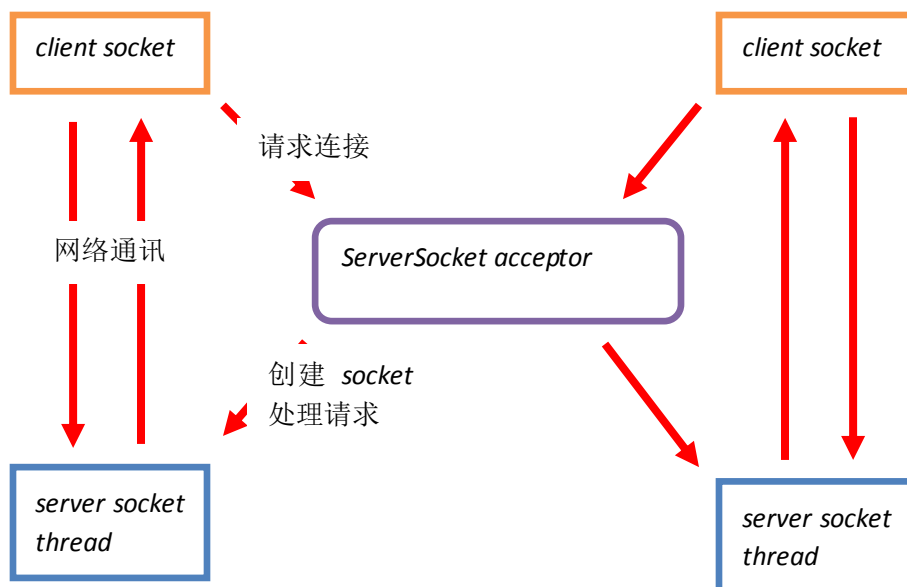 client socket
client socket
请求连接
网络通讯
ServerSocket acceptor
创建 socket
处理请求
server socket
thread
server socket
thread